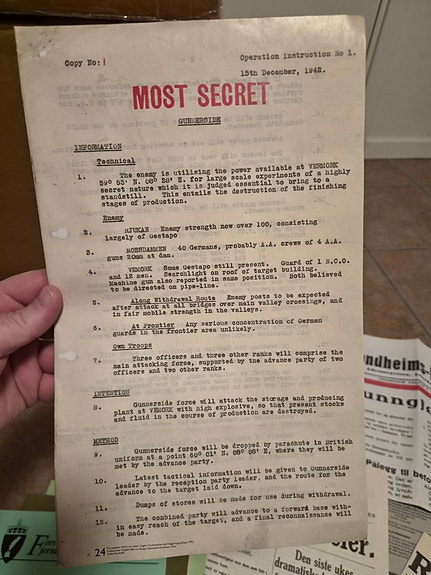 Copy No: 1
Operation Instruction No 1.
15th December, 1942.
MOST SECRET
GUNNERSIDE
INFORMATION
Technical
1. The enemy is utilising the power available at VERMORK
59° 53' N. 08° 28' E. for large scale experiments of a highly
secret nature which it is judged essential to bring to a
standstill. This entails the destruction of the finishing
stages of production.
Enemy
2. RJUKAN Enemy strength now over 100, consisting
largely of Gestapo
3. MOESDAMMEN 40 Germans, probably A.A. crews of 4 A.A.
guns 20mm at dam.
4. VEMORK Some Gestapo still present. Guard of 1 N.C.O.
and 12 men. Searchlight on roof of target building.
Machine gun also reported in same position. Both believed
to be directed on pipe-line.
5. Along Withdrawal Route Enemy posts to be expected
after attack at all bridges over main valley crossings, and
in fair mobile strength in the valleys.
6. At Frontier Any serious concentration of German
guards in the frontier area unlikely.
Own Troops
7. Three officers and three other ranks will comprise the
main attacking force, supported by the advance party of two
officers and two other ranks.
INTENTION
8. Gunnerside force will attack the storage and producing
plant at VEMORK with high explosive, so that present stocks
and fluid in the course of production are destroyed.
METHOD
9. Gunnerside force will be dropped by parachute in British
uniform at a point 60° 01' N. 08° 08' E, where they will be
met by the advance party.
10. Latest tactical information will be given to Gunnerside
leader by the reception party leader, and the route for the
advance to the target laid down.
11. Dumps of stores will be made for use during withdrawal.
12. The combined party will advance to a forward base with-
in easy reach of the target, and a final reconnaissance will
be made.
24
ndheims-
unngj
Pålegg til befo
Den siste uke
dramatisk